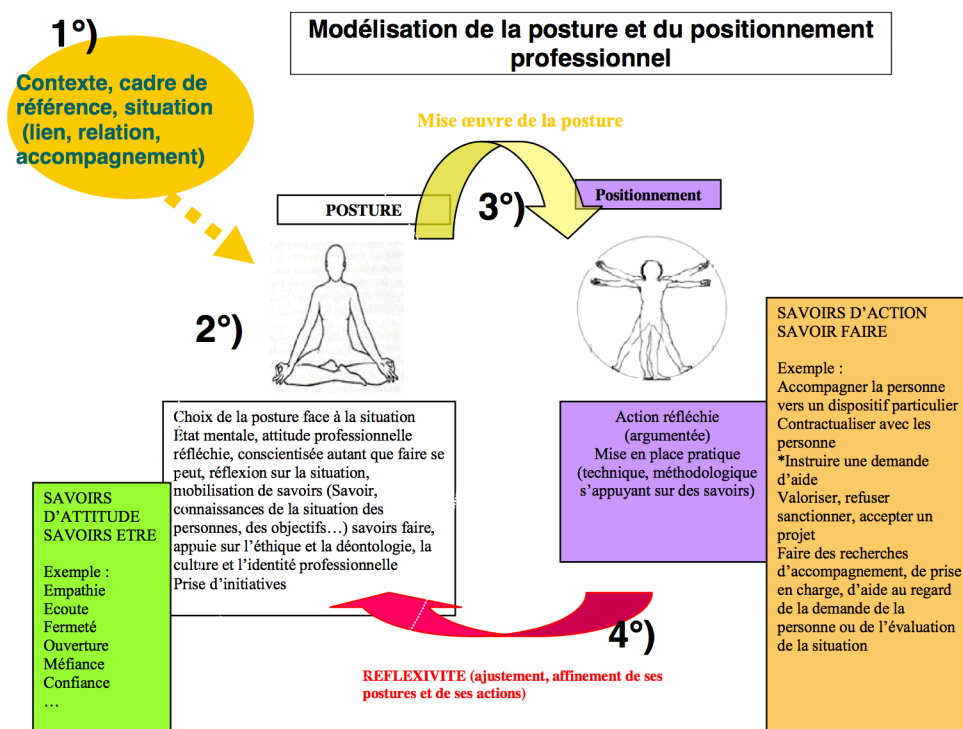 1°)
Modélisation de la posture et du positionnement
professionnel
Contexte, cadre de
référence, situation
(lien, relation,
accompagnement)
Mise œuvre de la posture
POSTURE
3°)
Positionnement
2°)
Choix de la posture face à la situation
État mentale, attitude professionnelle
réfléchie, conscientisée autant que faire se
peut, réflexion sur la situation,
mobilisation de savoirs (Savoir,
connaissances de la situation des
personnes, des objectifs…) savoirs faire,
appuie sur l'éthique et la déontologie, la
culture et l'identité professionnelle
Prise d'initiatives
Action réfléchie
(argumentée)
Mise en place pratique
(technique, méthodologique
s'appuyant sur des savoirs)
SAVOIRS D'ACTION
SAVOIR FAIRE
Exemple :
Accompagner la personne
vers un dispositif particulier
Contractualiser avec les
personne
*Instruire une demande
d'aide
Valoriser, refuser
sanctionner, accepter un
projet
Faire des recherches
d'accompagnement, de prise
en charge, d'aide au regard
de la demande de la
personne ou de l'évaluation
de la situation
SAVOIRS
D'ATTITUDE
SAVOIRS ETRE
Exemple :
Empathie
Ecoute
Fermeté
Ouverture
Méfiance
Confiance
…
4°)
REFLEXIVITE (ajustement, affinement de ses
postures et de ses actions)